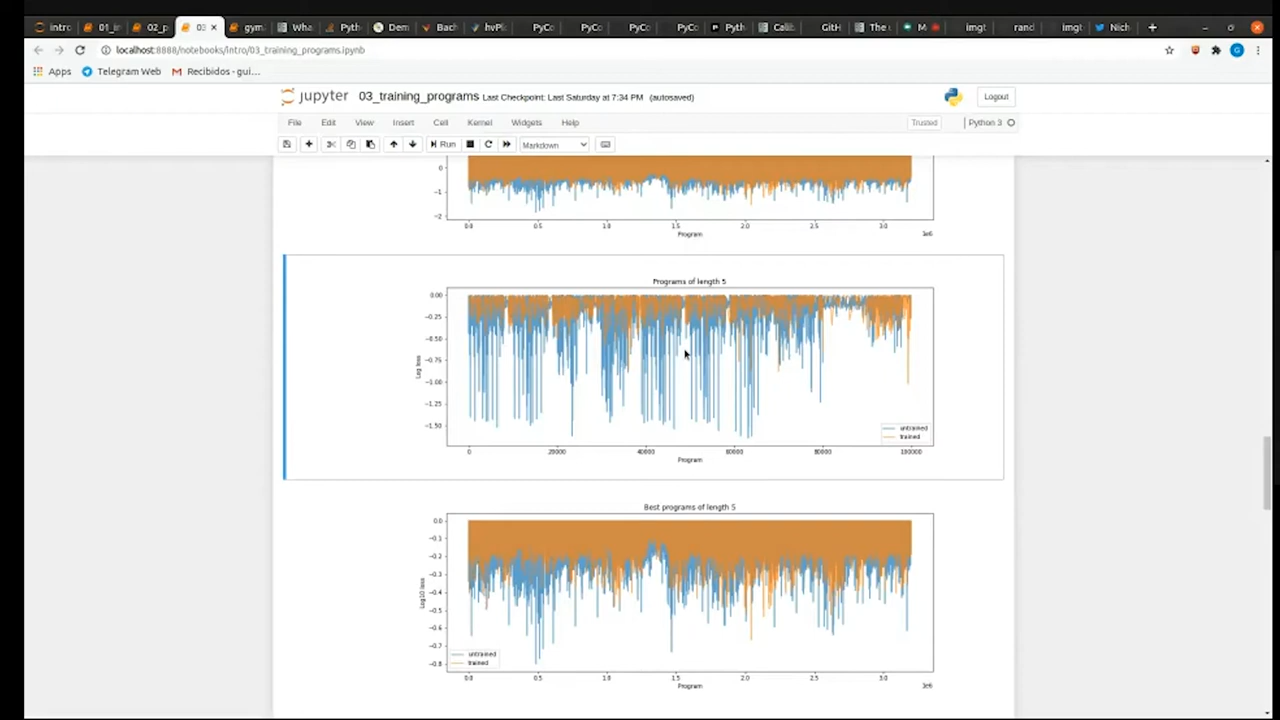 intro 01_i 02_p 03 gym What Pyth Dem Bach hvPl PyCo PyCo PyCo PyCo Pyth Calib GitH The M imgt rand imgt Nich
localhost:8888/notebooks/intro/03_training_programs.ipynb
Apps Telegram Web Recibidos - gui...
jupyter 03_training_programs Last Checkpoint: Last Saturday at 7:34 PM (autosaved) Logout
File Edit View Insert Cell Kernel Widgets Help Trusted Python 3
Run Markdown
0
−1
−2
0.0 0.5 1.0 1.5 2.0 2.5 3.0
Program 1e6
Programs of length 5
0.00
−0.25
−0.50
−0.75
−1.00
−1.25
−1.50
Log loss
untrained
trained
0 20000 40000 60000 80000 100000
Program
Best programs of length 5
0.0
−0.1
−0.2
−0.3
−0.4
−0.5
−0.6
−0.7
−0.8
Log10 loss
untrained
trained
0.0 0.5 1.0 1.5 2.0 2.5 3.0
Program 1e6